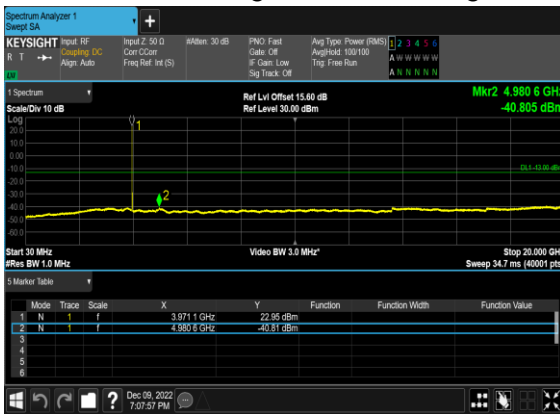 Spectrum Analyzer 1
Swept SA
+
KEYSIGHT Input: RF Input Z: 50 Ω #Atten: 30 dB PNO: Fast Avg Type: Power (RMS) 1 2 3 4 5 6
R T Coupling: DC Corr CCorr Gate: Off Avg|Hold: 100/100 A W W W W W
Align: Auto Freq Ref: Int (S) IF Gain: Low Trig: Free Run
Sig Track: Off A N N N N N
1 Spectrum
Scale/Div 10 dB Ref Lvl Offset 15.60 dB Mkr2 4.980 6 GHz
Ref Level 30.00 dBm -40.805 dBm
Log
20.0
10.0
0.00
-10.0
-20.0
-30.0
-40.0
-50.0
-60.0
1
2
DL1 -13.00 dBm
Start 30 MHz Video BW 3.0 MHz* Stop 20.000 GHz
#Res BW 1.0 MHz Sweep 34.7 ms (40001 pts)
5 Marker Table
Mode Trace Scale X Y Function Function Width Function Value
1 N 1 f 3.971 1 GHz 22.95 dBm
2 N 1 f 4.980 6 GHz -40.81 dBm
3
4
5
6
? Dec 09, 2022
7:07:57 PM